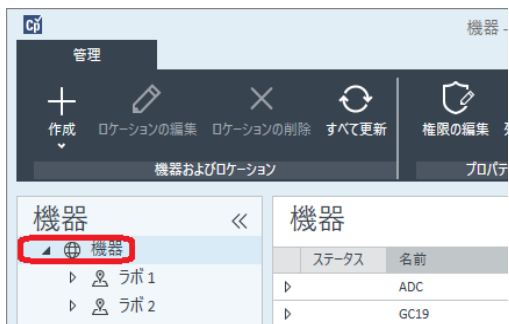 Cpǐ
機器 -
管理
作成 ロケーションの編集 ロケーションの削除 すべて更新 権限の編集
機器およびロケーション プロパテ
機器 « 機器
機器 ステータス 名前
ラボ 1 ADC
ラボ 2 GC19